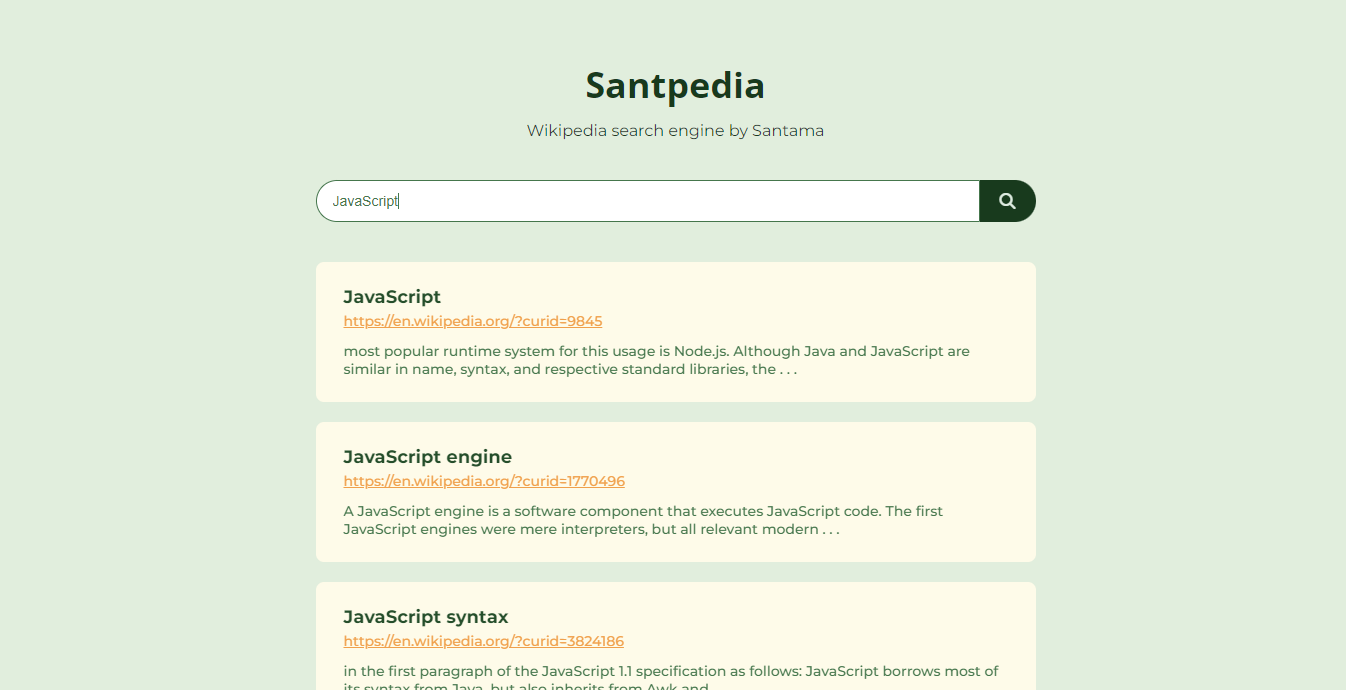 Santpedia
Wikipedia search engine by Santama
JavaScript
JavaScript
https://en.wikipedia.org/?curid=9845
most popular runtime system for this usage is Node.js. Although Java and JavaScript are
similar in name, syntax, and respective standard libraries, the . . .
JavaScript engine
https://en.wikipedia.org/?curid=1770496
A JavaScript engine is a software component that executes JavaScript code. The first
JavaScript engines were mere interpreters, but all relevant modern . . .
JavaScript syntax
https://en.wikipedia.org/?curid=3824186
in the first paragraph of the JavaScript 1.1 specification as follows: JavaScript borrows most of
its syntax from Java, but also inherits from Awk and